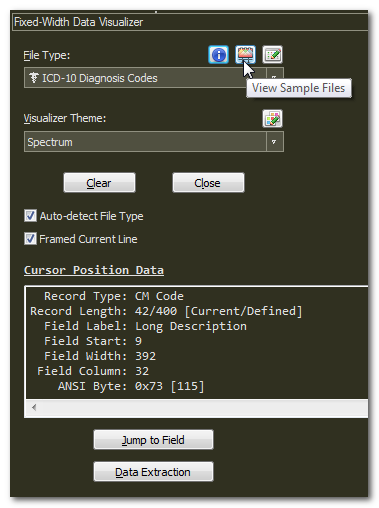 Fixed-Width Data Visualizer
File Type:
ICD-10 Diagnosis Codes
View Sample Files
Visualizer Theme:
Spectrum
Clear
Close
Auto-detect File Type
Framed Current Line
Cursor Position Data
Record Type: CM Code
Record Length: 42/400 [Current/Defined]
Field Label: Long Description
Field Start: 9
Field Width: 392
Field Column: 32
ANSI Byte: 0x73 [115]
Jump to Field
Data Extraction